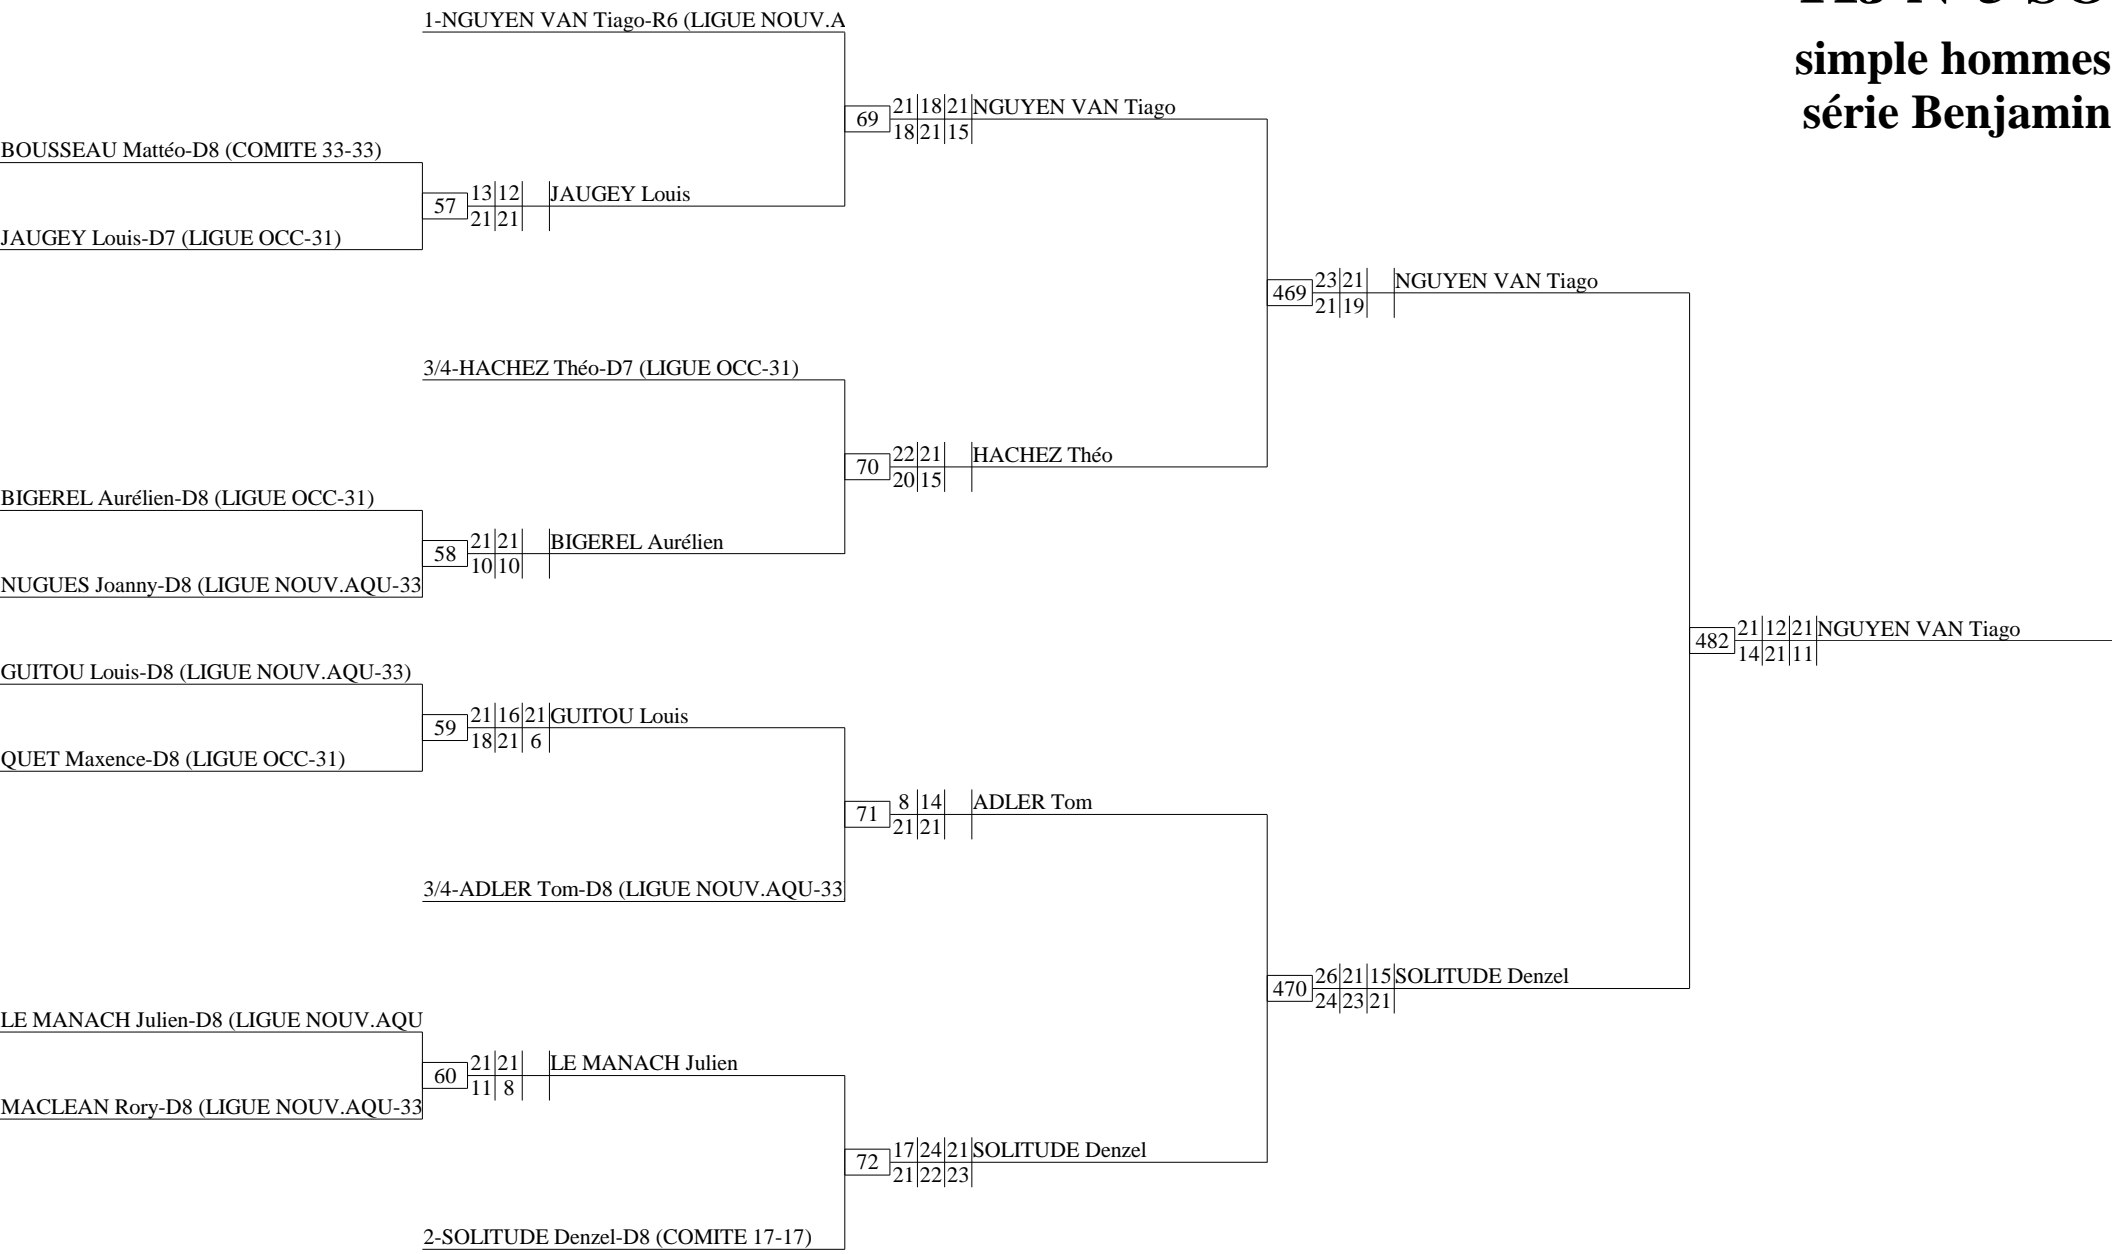 simple hommes
série Benjamin
1-NGUYEN VAN Tiago-R6 (LIGUE NOUV.A
69
21 18 21 NGUYEN VAN Tiago
18 21 15
BOUSSEAU Mattéo-D8 (COMITE 33-33)
57
13 12 JAUGEY Louis
21 21
JAUGEY Louis-D7 (LIGUE OCC-31)
469
23 21 NGUYEN VAN Tiago
21 19
3/4-HACHEZ Théo-D7 (LIGUE OCC-31)
70
22 21 HACHEZ Théo
20 15
BIGEREL Aurélien-D8 (LIGUE OCC-31)
58
21 21 BIGEREL Aurélien
10 10
NUGUES Joanny-D8 (LIGUE NOUV.AQU-33
482
21 12 21 NGUYEN VAN Tiago
14 21 11
GUITOU Louis-D8 (LIGUE NOUV.AQU-33)
59
21 16 21 GUITOU Louis
18 21 6
QUET Maxence-D8 (LIGUE OCC-31)
71
8 14 ADLER Tom
21 21
3/4-ADLER Tom-D8 (LIGUE NOUV.AQU-33
470
26 21 15 SOLITUDE Denzel
24 23 21
LE MANACH Julien-D8 (LIGUE NOUV.AQU
60
21 21 LE MANACH Julien
11 8
MACLEAN Rory-D8 (LIGUE NOUV.AQU-33
72
17 24 21 SOLITUDE Denzel
21 22 23
2-SOLITUDE Denzel-D8 (COMITE 17-17)